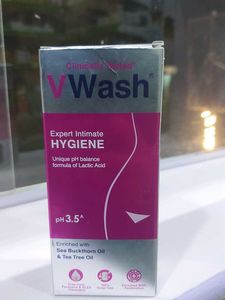 Clinically Tested*
VWash®
Expert Intimate
HYGIENE
Unique pH balance
formula of Lactic Acid
pH 3.5^
Enriched with
Sea Buckthorn Oil
& Tea Tree Oil